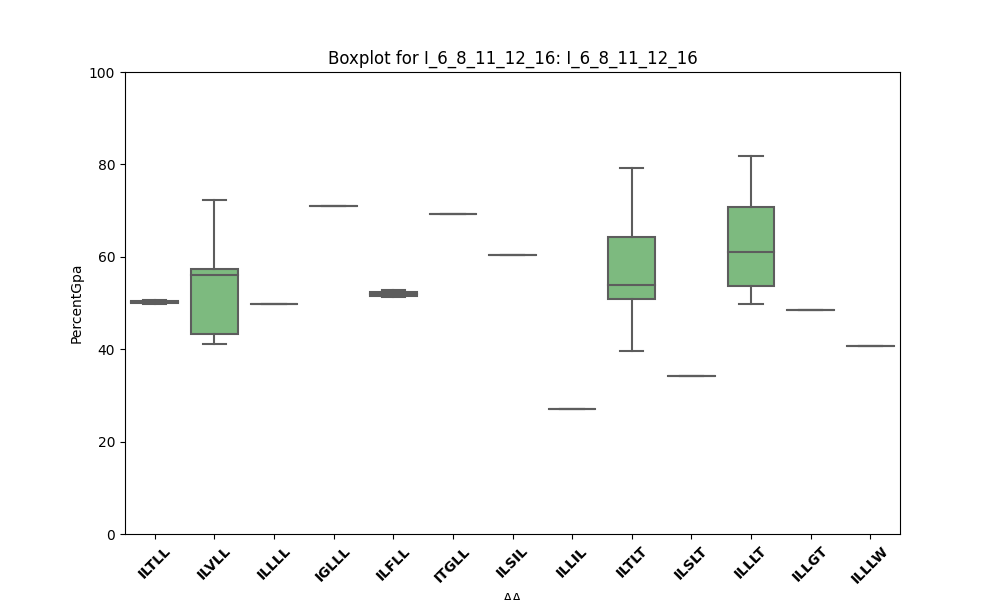 Boxplot for I_6_8_11_12_16: I_6_8_11_12_16
100
80
60
40
20
0
PercentGpa
ILTLL
ILVLL
ILLLL
IGLLL
ILFLL
ITGLL
ILSIL
ILLIL
ILTLT
ILSLT
ILLLT
ILLGT
ILLLW
AA